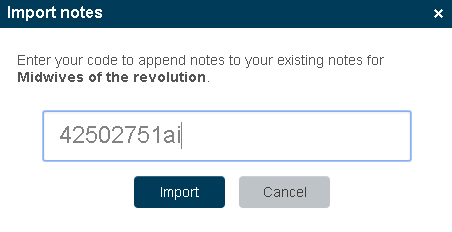 Import notes ×
Enter your code to append notes to your existing notes for
Midwives of the revolution.
42502751ai
Import Cancel